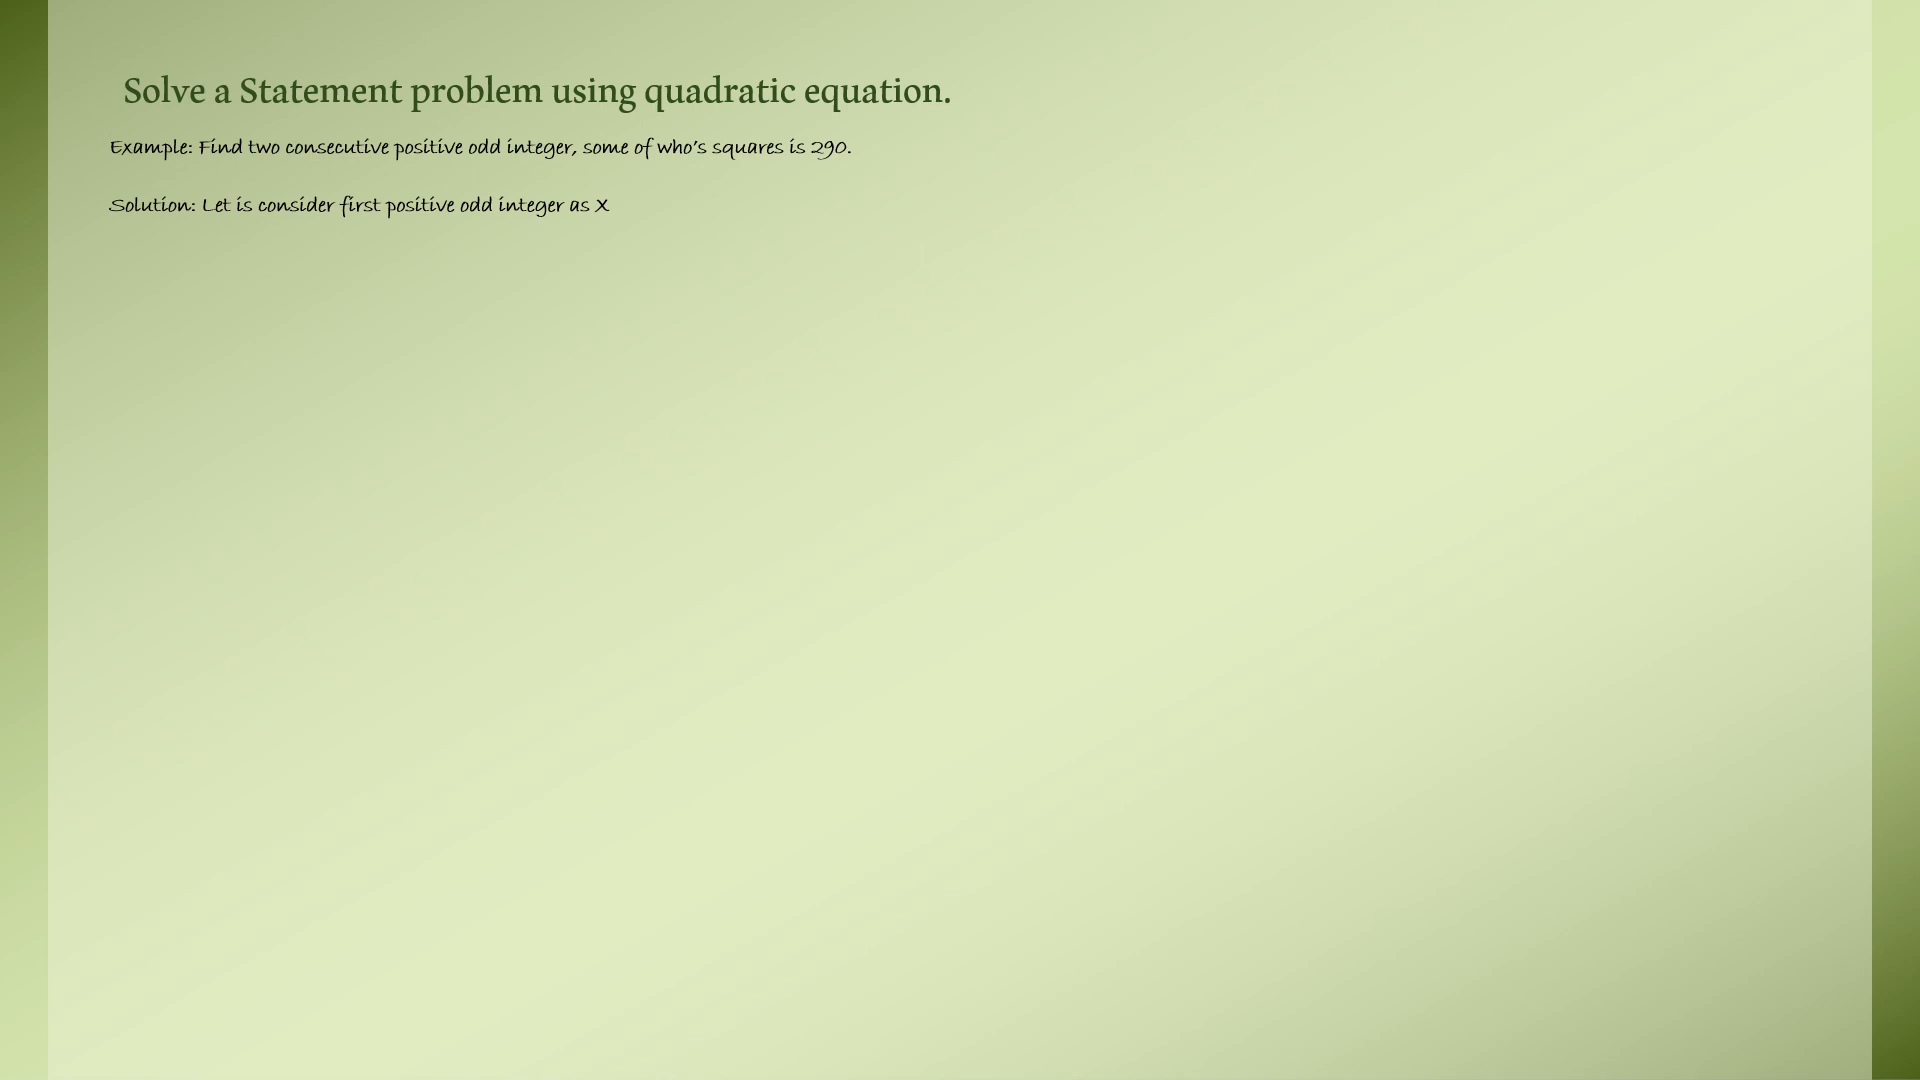 Solve a Statement problem using quadratic equation.
Example: Find two consecutive positive odd integer, some of who's squares is 290.
Solution: Let is consider first positive odd integer as X